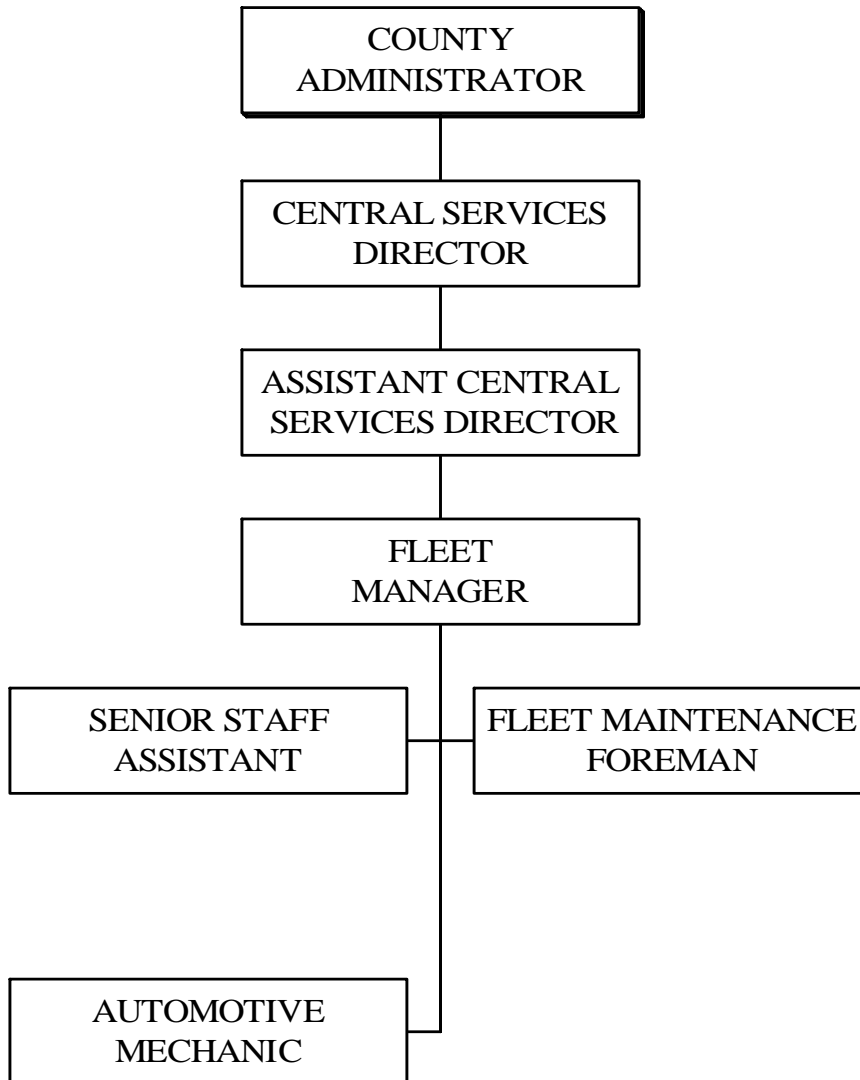 COUNTY
ADMINISTRATOR
CENTRAL SERVICES
DIRECTOR
ASSISTANT CENTRAL
SERVICES DIRECTOR
FLEET
MANAGER
SENIOR STAFF
ASSISTANT
FLEET MAINTENANCE
FOREMAN
AUTOMOTIVE
MECHANIC